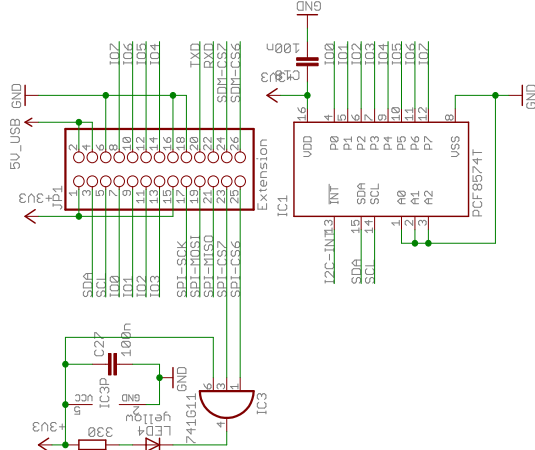 GND
100n
C18
+3V3
IO0
IO1
IO2
IO3
IO4
IO5
IO6
IO7
16
4
5
6
7
9
10
11
12
8
GND
VDD
P0
P1
P2
P3
P4
P5
P6
P7
VSS
INT
SDA
SCL
A0
A1
A2
IC1
PCF8574T
13
15
14
1
2
3
I2C-INT
SDA
SCL
IO7
IO6
IO5
IO4
TXD
RXD
SDM-CS7
SDM-CS6
GND
5V_USB
2
4
6
8
10
12
14
16
18
20
22
24
26
1
3
5
7
9
11
13
15
17
19
21
23
25
JP1
Extension
+3V3
SDA
SCL
IO0
IO1
IO2
IO3
SPI-SCK
SPI-MOSI
SPI-MISO
SPI-CS7
SPI-CS6
C27
100n
GND
IC3P
VCC
GND
5
2
6
3
1
4
741G11
IC3
yellow
LED4
330
+3V3